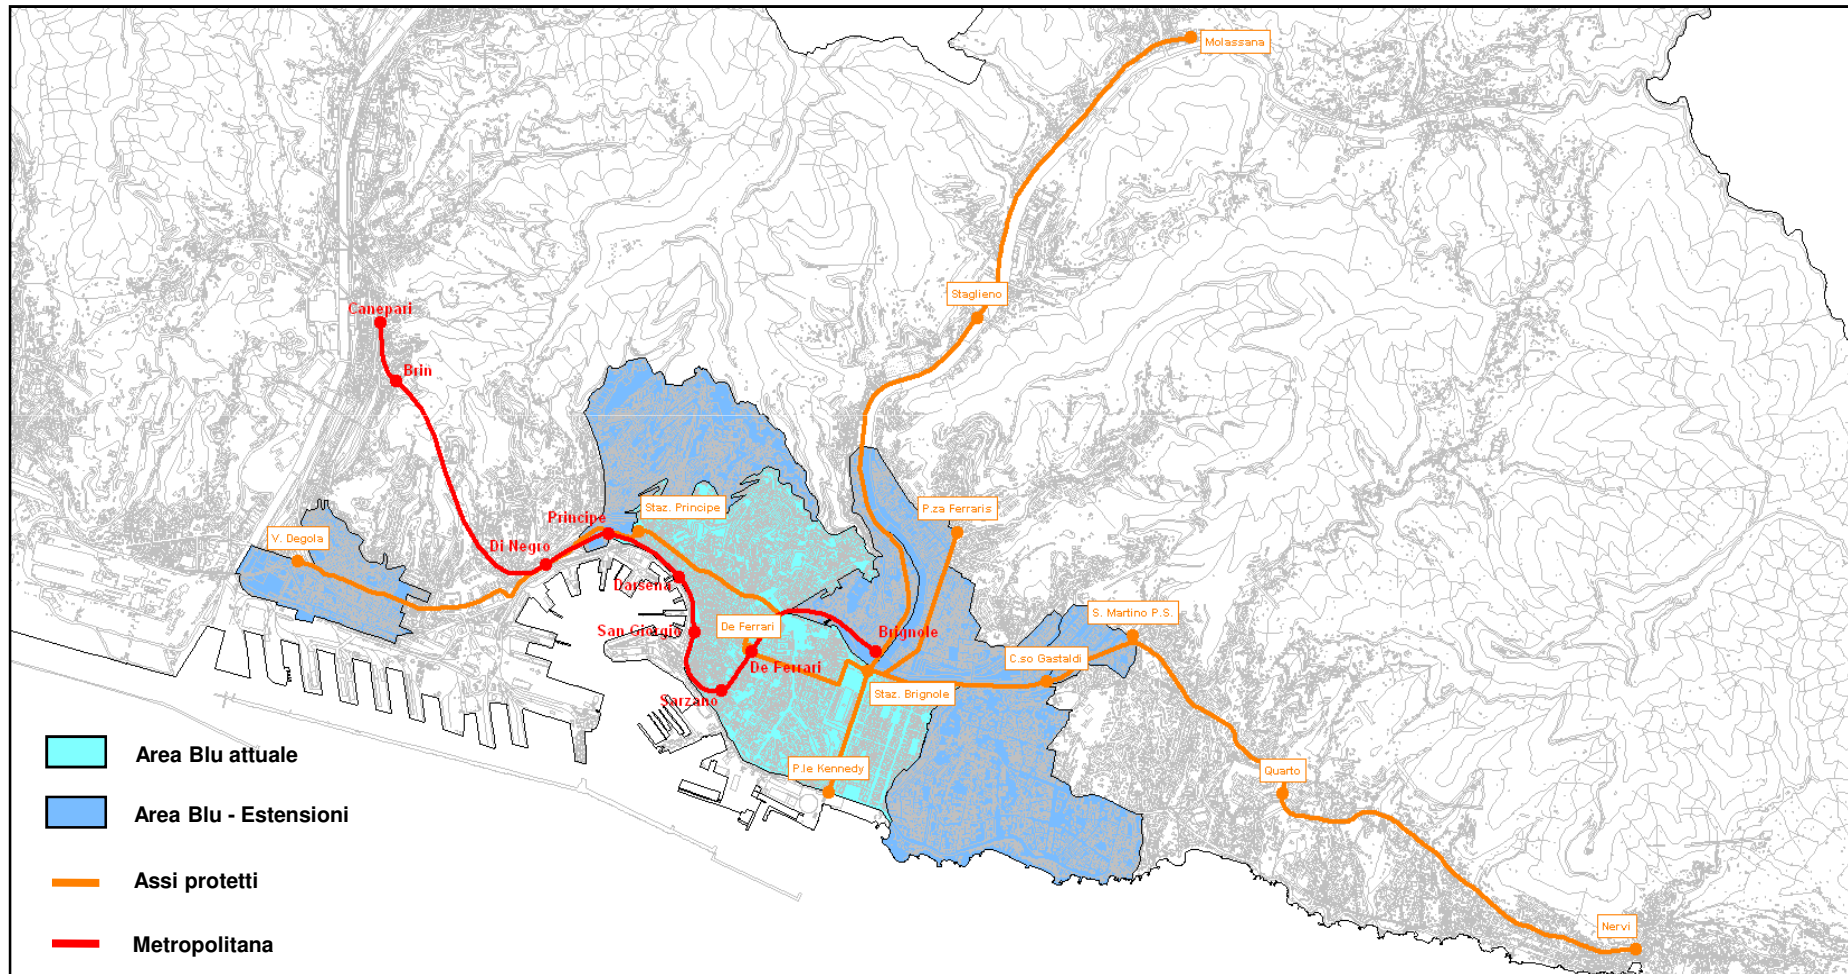 Molassana
Staglieno
Canepari
Brin
P.za Ferraris
Staz. Principe
Principe
V. Degola
Di Negro
Darsena
S. Martino P.S.
De Ferrari
San Giorgio
Brignole
C.so Gastaldi
De Ferrari
Staz. Brignole
Sarzano
P.le Kennedy
Quarto
Nervi
Area Blu attuale
Area Blu - Estensioni
Assi protetti
Metropolitana